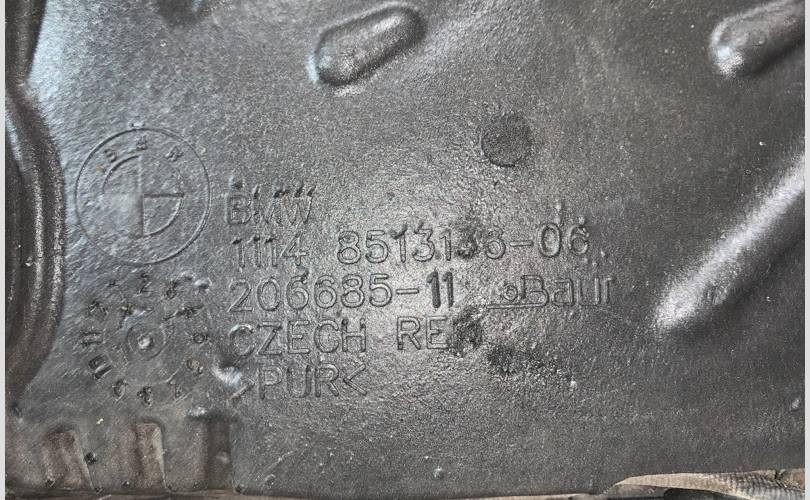 BMW
1114 8513136-06
206685-11 Baur
CZECH REP
>PUR<